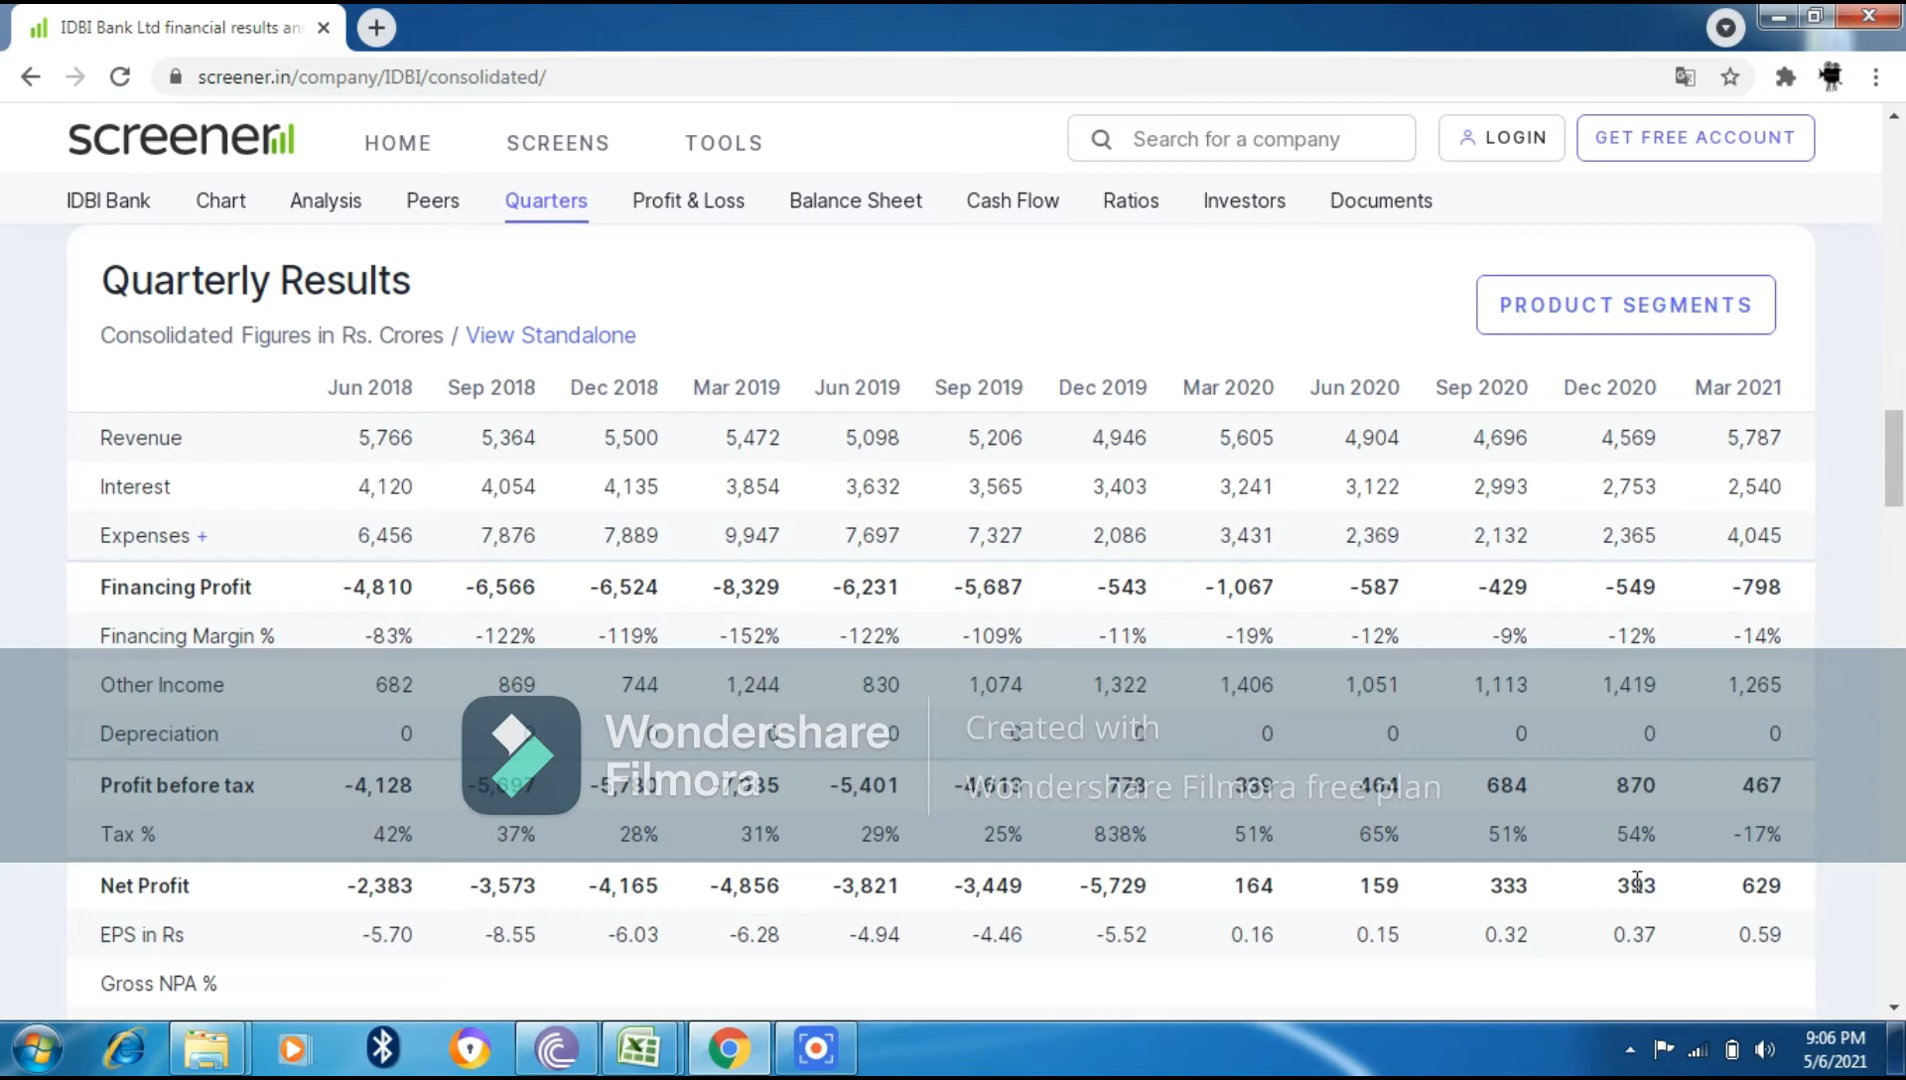 IDBI Bank Ltd financial results an
screener.in/company/IDBI/consolidated/
screener HOME SCREENS TOOLS Search for a company LOGIN GET FREE ACCOUNT
IDBI Bank Chart Analysis Peers Quarters Profit & Loss Balance Sheet Cash Flow Ratios Investors Documents
Quarterly Results
PRODUCT SEGMENTS
Consolidated Figures in Rs. Crores / View Standalone
Jun 2018 Sep 2018 Dec 2018 Mar 2019 Jun 2019 Sep 2019 Dec 2019 Mar 2020 Jun 2020 Sep 2020 Dec 2020 Mar 2021
Revenue 5,766 5,364 5,500 5,472 5,098 5,206 4,946 5,605 4,904 4,696 4,569 5,787
Interest 4,120 4,054 4,135 3,854 3,632 3,565 3,403 3,241 3,122 2,993 2,753 2,540
Expenses + 6,456 7,876 7,889 9,947 7,697 7,327 2,086 3,431 2,369 2,132 2,365 4,045
Financing Profit -4,810 -6,566 -6,524 -8,329 -6,231 -5,687 -543 -1,067 -587 -429 -549 -798
Financing Margin % -83% -122% -119% -152% -122% -109% -11% -19% -12% -9% -12% -14%
Other Income 682 869 744 1,244 830 1,074 1,322 1,406 1,051 1,113 1,419 1,265
Depreciation 0 0 0 0 0 0 0 0 0 0
Wondershare Filmora
Created with
Wondershare Filmora free plan
Profit before tax -4,128 -5,697 -5,401 773 339 464 684 870 467
Tax % 42% 37% 28% 31% 29% 25% 838% 51% 65% 51% 54% -17%
Net Profit -2,383 -3,573 -4,165 -4,856 -3,821 -3,449 -5,729 164 159 333 629
EPS in Rs -5.70 -8.55 -6.03 -6.28 -4.94 -4.46 -5.52 0.16 0.15 0.32 0.37 0.59
Gross NPA %
9:06 PM
5/6/2021